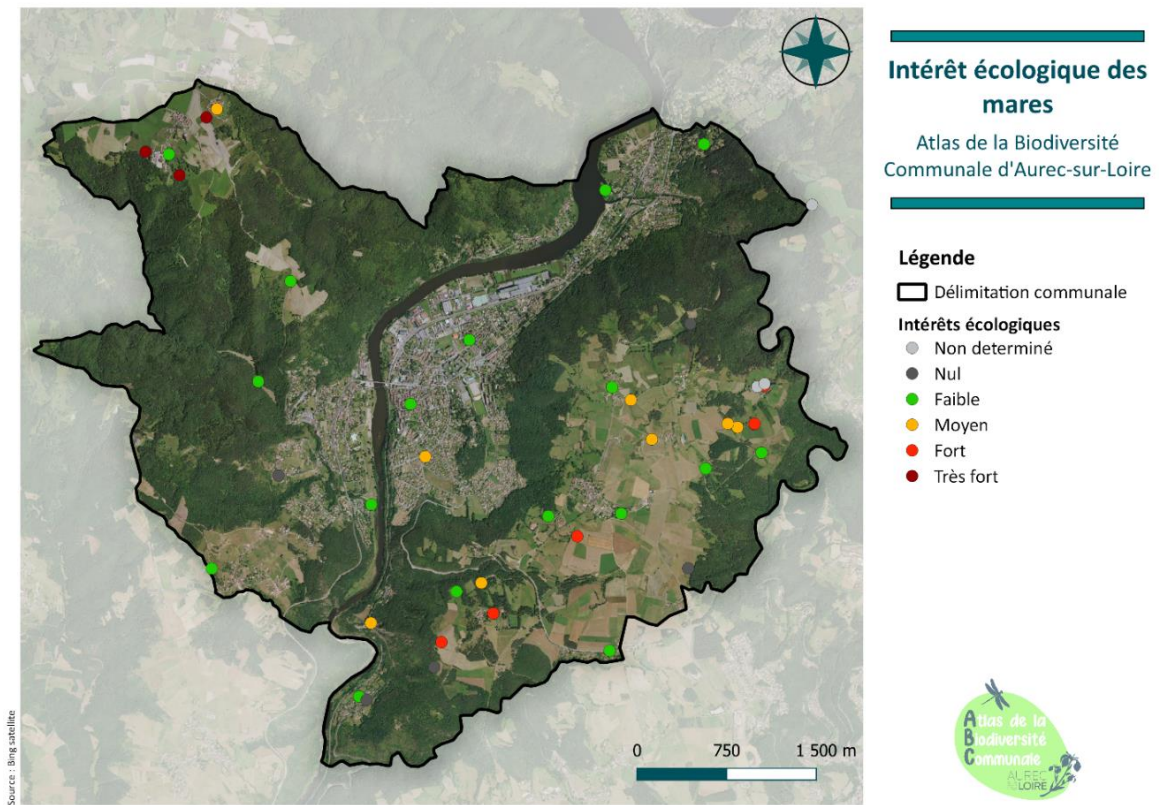 Intérêt écologique des
mares
Atlas de la Biodiversité
Communale d'Aurec-sur-Loire
Légende
Délimitation communale
Intérêts écologiques
Non determiné
Nul
Faible
Moyen
Fort
Très fort
0 750 1 500 m
Source : Bing satellite
Atlas de la
Biodiversité
Communale
AUREC
LOIRE